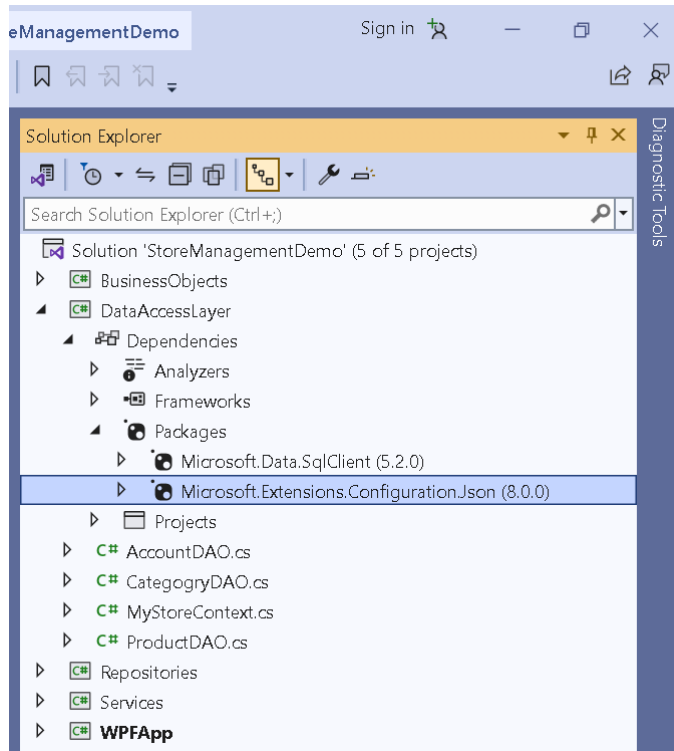 eManagementDemo
Sign in
Solution Explorer
Search Solution Explorer (Ctrl+;)
Solution 'StoreManagementDemo' (5 of 5 projects)
C# BusinessObjects
C# DataAccessLayer
Dependencies
Analyzers
Frameworks
Packages
Microsoft.Data.SqlClient (5.2.0)
Microsoft.Extensions.Configuration.Json (8.0.0)
Projects
C# AccountDAO.cs
C# CategogryDAO.cs
C# MyStoreContext.cs
C# ProductDAO.cs
C# Repositories
C# Services
C# WPFApp
Diagnostic Tools